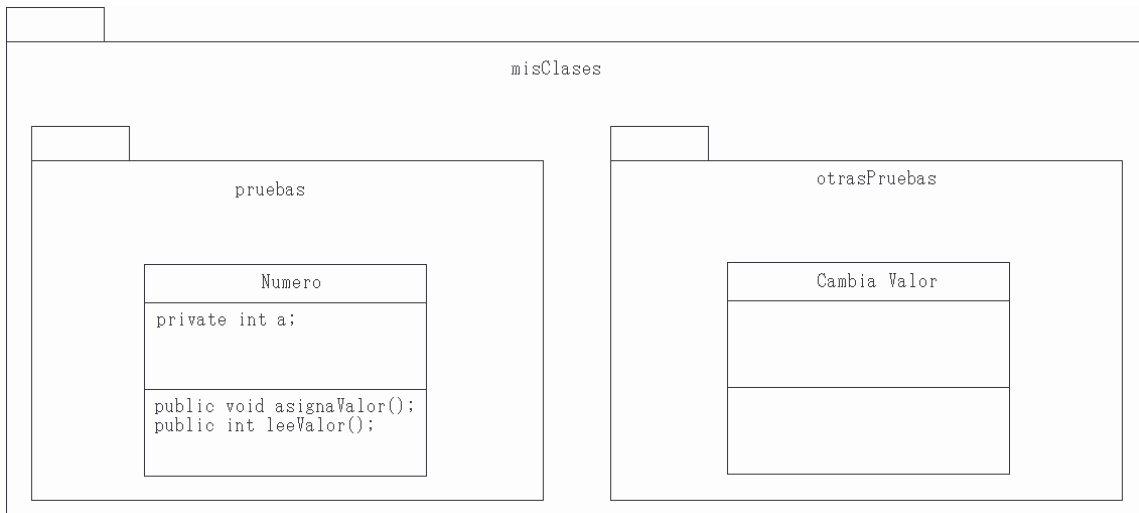 misClases
pruebas
Numero
private int a;
public void asignaValor();
public int leeValor();
otrasPruebas
Cambia Valor